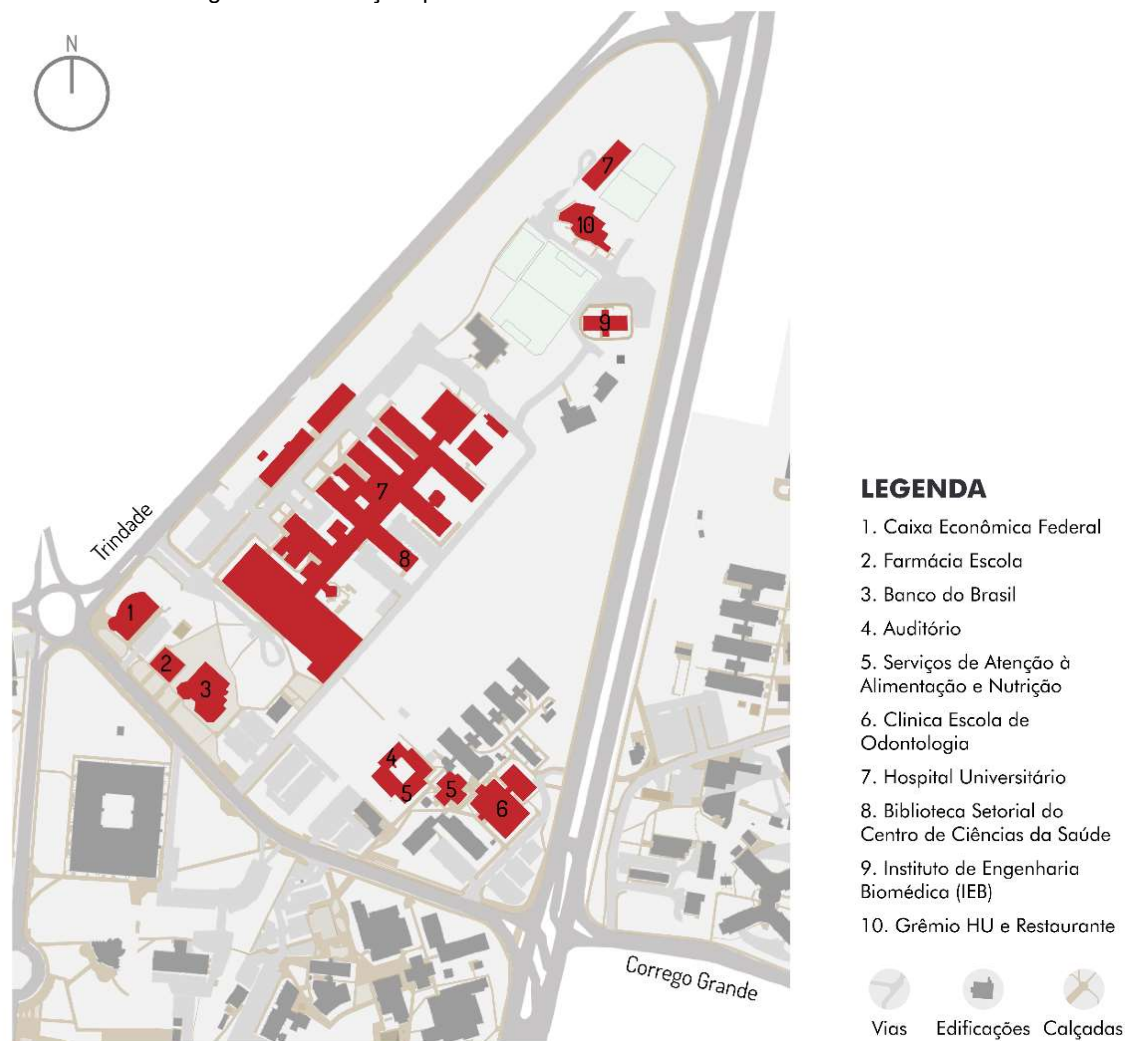 N
7
10
9
7
8
Trindade
1
2
3
4
5
5
6
Corrego Grande
LEGENDA
1. Caixa Econômica Federal
2. Farmácia Escola
3. Banco do Brasil
4. Auditório
5. Serviços de Atenção à
Alimentação e Nutrição
6. Clinica Escola de
Odontologia
7. Hospital Universitário
8. Biblioteca Setorial do
Centro de Ciências da Saúde
9. Instituto de Engenharia
Biomédica (IEB)
10. Grêmio HU e Restaurante
Vias Edificações Calçadas